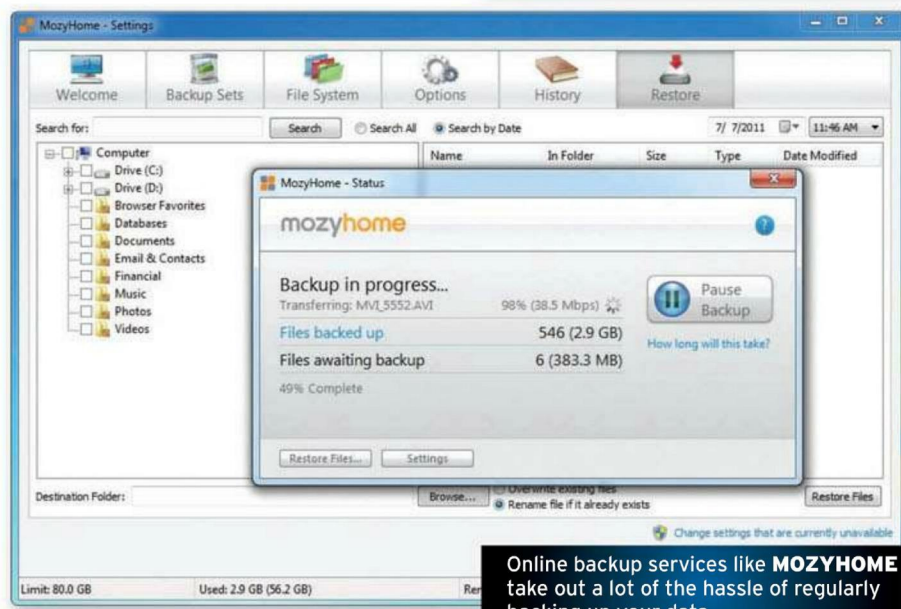 MozyHome - Settings
Welcome Backup Sets File System Options History Restore
Search for: Search Search All Search by Date 7/ 7/2011 11:46 AM
Computer
Drive (C:)
Drive (D:)
Browser Favorites
Databases
Documents
Email & Contacts
Financial
Music
Photos
Videos
Name In Folder Size Type Date Modified
MozyHome - Status
mozyhome
Backup in progress...
Transferring: MVI_5552.AVI 98% (38.5 Mbps)
Files backed up 546 (2.9 GB)
Files awaiting backup 6 (383.3 MB)
49% Complete
Pause
Backup
How long will this take?
Restore Files... Settings
Destination Folder: Browse... Overwrite existing files
Rename file if it already exists
Restore Files
Change settings that are currently unavailable
Limit: 80.0 GB Used: 2.9 GB (56.2 GB)
Online backup services like MOZYHOME
take out a lot of the hassle of regularly
backing up your data